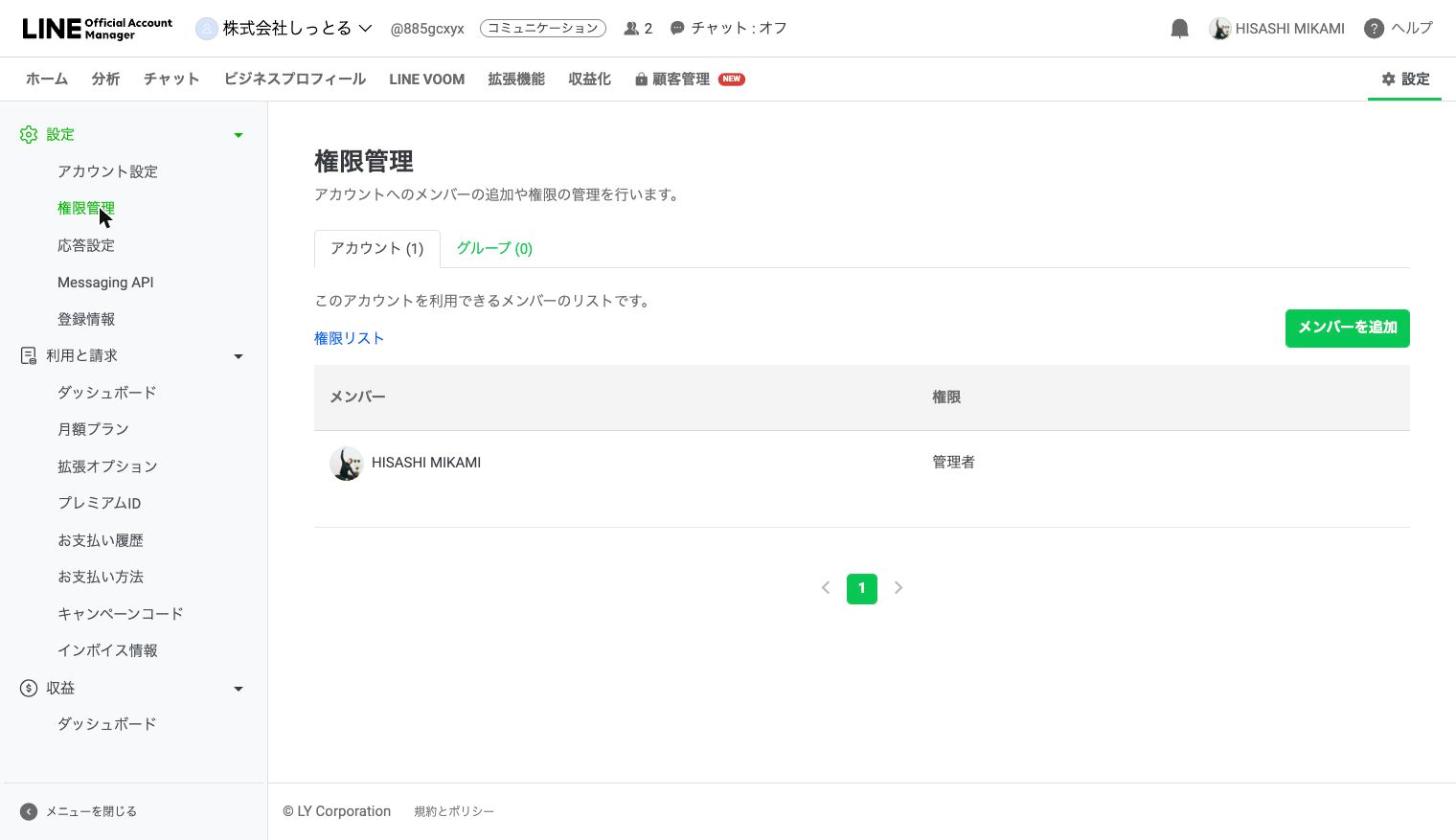 LINE Official Account Manager
株式会社しっとる
@885gcxyx
コミュニケーション
2
チャット : オフ
HISASHI MIKAMI
? ヘルプ
ホーム
分析
チャット
ビジネスプロフィール
LINE VOOM
拡張機能
収益化
顧客管理 NEW
設定
設定
アカウント設定
権限管理
応答設定
Messaging API
登録情報
利用と請求
ダッシュボード
月額プラン
拡張オプション
プレミアムID
お支払い履歴
お支払い方法
キャンペーンコード
インボイス情報
$ 収益
ダッシュボード
メニューを閉じる
権限管理
アカウントへのメンバーの追加や権限の管理を行います。
アカウント (1)
グループ (0)
このアカウントを利用できるメンバーのリストです。
権限リスト
メンバーを追加
メンバー
権限
HISASHI MIKAMI
管理者
1
© LY Corporation
規約とポリシー